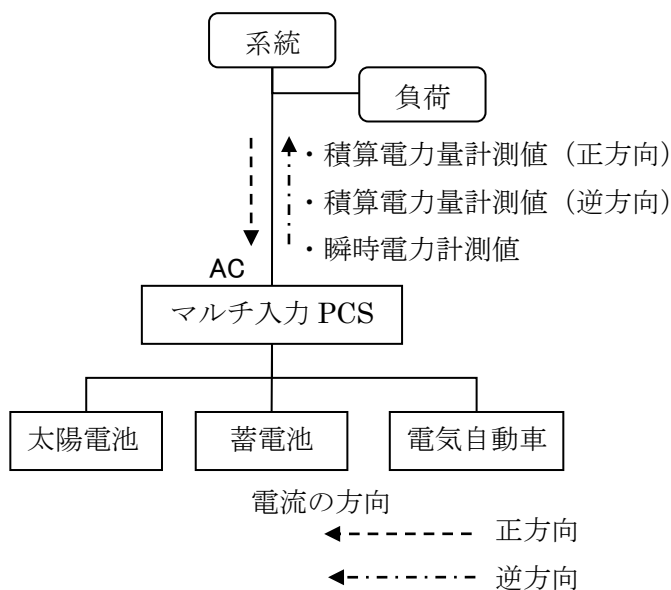 系統
負荷
・積算電力量計測値（正方向）
・積算電力量計測値（逆方向）
・瞬時電力計測値
AC
マルチ入力 PCS
太陽電池
蓄電池
電気自動車
電流の方向
正方向
逆方向